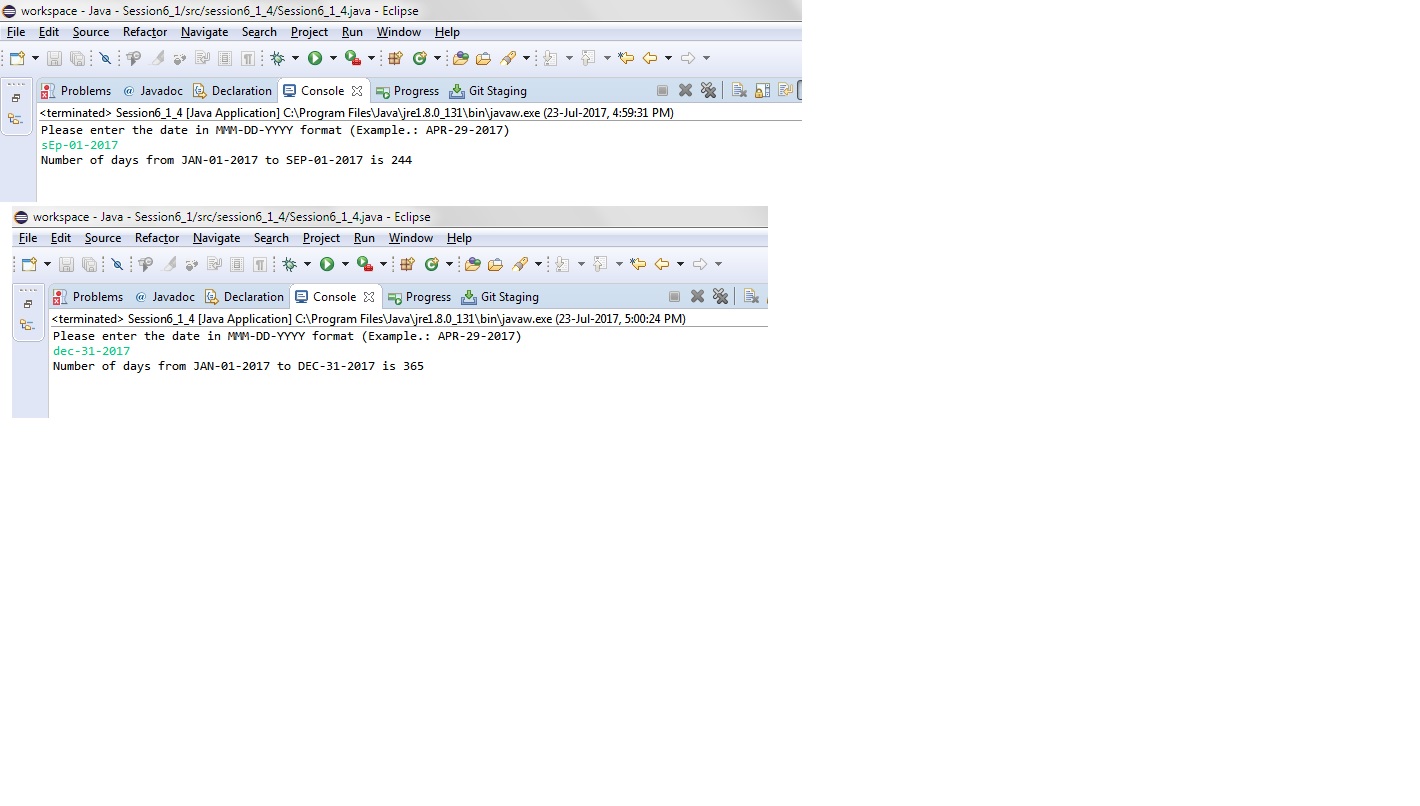 workspace - Java - Session6_1/src/session6_1_4/Session6_1_4.java - Eclipse
File Edit Source Refactor Navigate Search Project Run Window Help
Problems @ Javadoc Declaration Console Progress Git Staging
<terminated> Session6_1_4 [Java Application] C:\Program Files\Java\jre1.8.0_131\bin\javaw.exe (23-Jul-2017, 4:59:31 PM)
Please enter the date in MMM-DD-YYYY format (Example.: APR-29-2017)
sEp-01-2017
Number of days from JAN-01-2017 to SEP-01-2017 is 244
workspace - Java - Session6_1/src/session6_1_4/Session6_1_4.java - Eclipse
File Edit Source Refactor Navigate Search Project Run Window Help
Problems @ Javadoc Declaration Console Progress Git Staging
<terminated> Session6_1_4 [Java Application] C:\Program Files\Java\jre1.8.0_131\bin\javaw.exe (23-Jul-2017, 5:00:24 PM)
Please enter the date in MMM-DD-YYYY format (Example.: APR-29-2017)
dec-31-2017
Number of days from JAN-01-2017 to DEC-31-2017 is 365